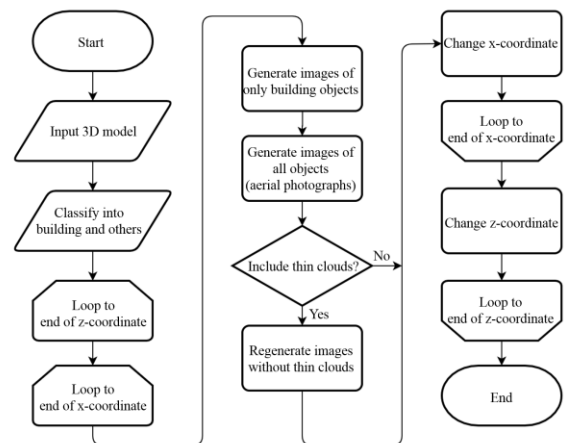 Start
Input 3D model
Classify into
building and others
Loop to
end of z-coordinate
Loop to
end of x-coordinate
Generate images of
only building objects
Generate images of
all objects
(aerial photographs)
Include thin clouds?
No
Yes
Regenerate images
without thin clouds
Change x-coordinate
Loop to
end of x-coordinate
Change z-coordinate
Loop to
end of z-coordinate
End